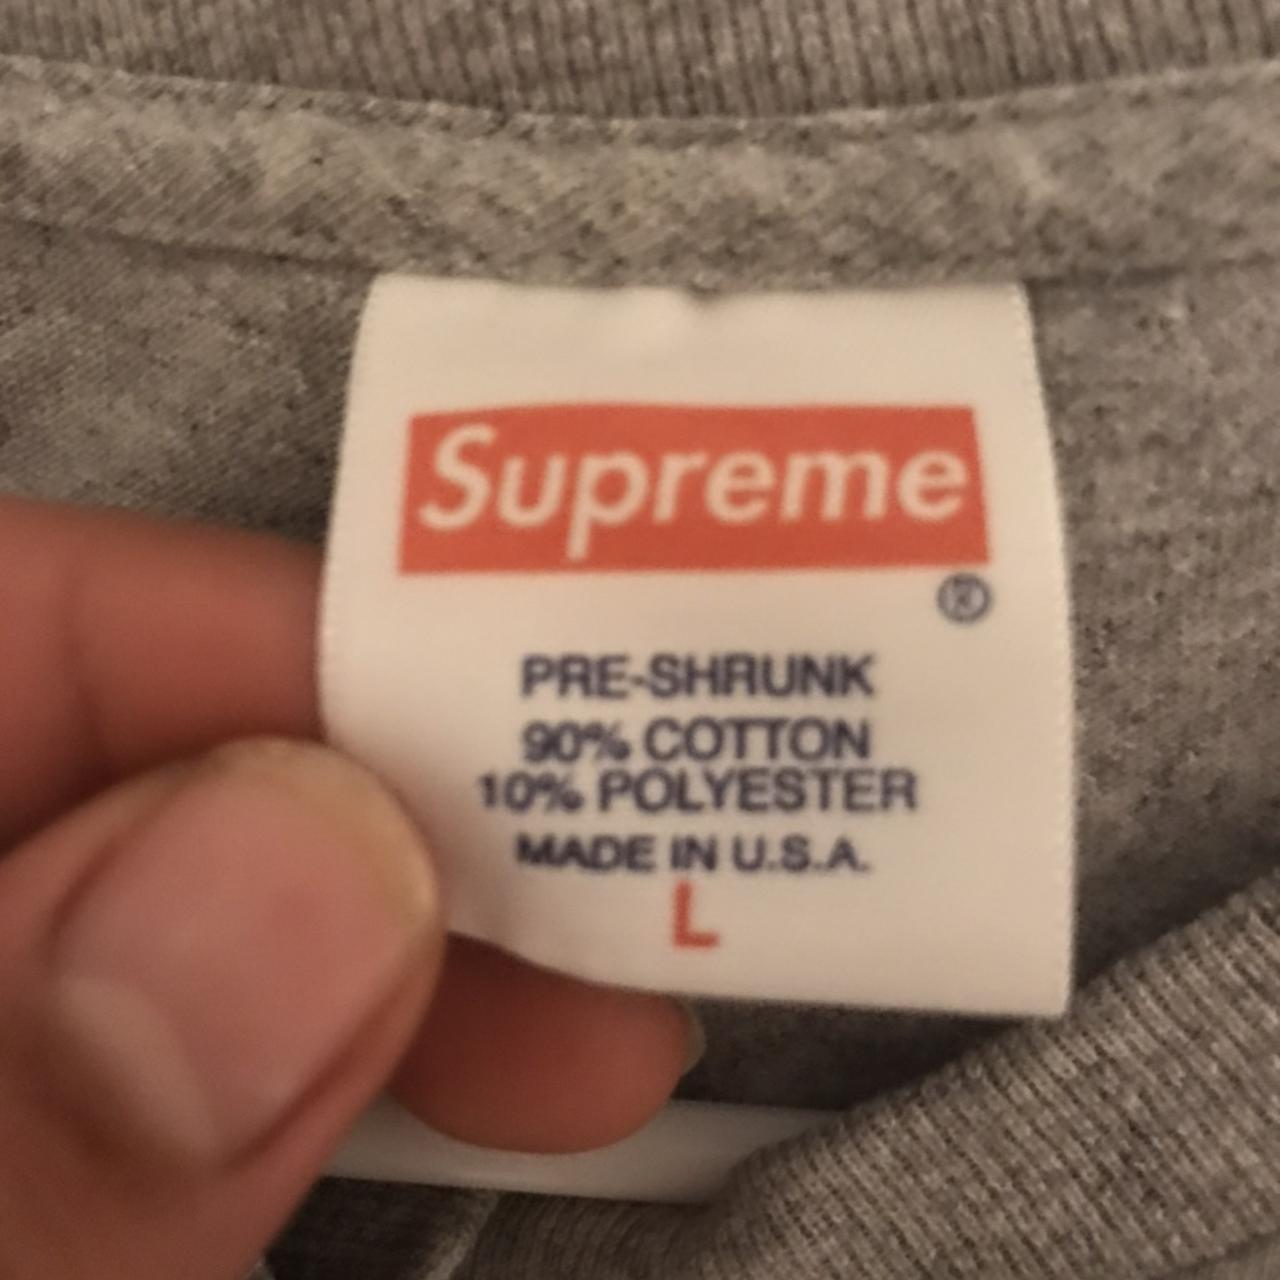 Supreme
®
PRE-SHRUNK
90% COTTON
10% POLYESTER
MADE IN U.S.A.
L